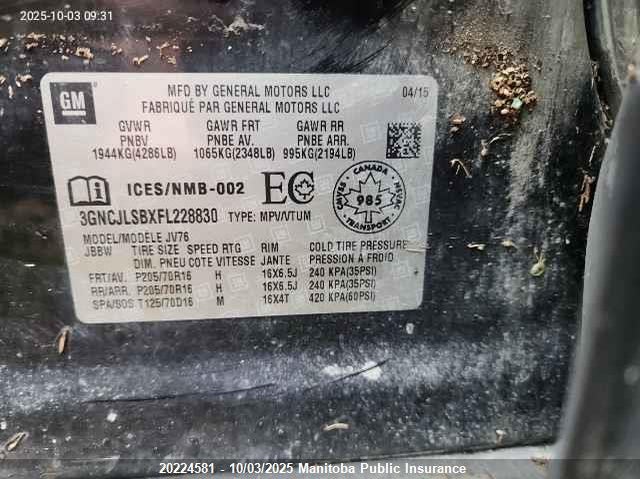 2025-10-03 09:31
GM
MFD BY GENERAL MOTORS LLC 04/15
FABRIQUÉ PAR GENERAL MOTORS LLC
GVWR GAWR FRT GAWR RR
PNBV PNBE AV. PNBE ARR.
1944KG(4286LB) 1065KG(2348LB) 995KG(2194LB)
ICES/NMB-002 EC
CANADA
CMVSS NSVAC
985
TRANSPORT
3GNCJLSBXFL228830 TYPE: MPV/VTUM
MODEL/MODÈLE JV76
JBBW TIRE SIZE SPEED RTG RIM COLD TIRE PRESSURE
DIM. PNEU COTE VITESSE JANTE PRESSION À FROID
FRT/AV. P205/70R16 H 16X6.5J 240 KPA(35PSI)
RR/ARR. P205/70R16 H 16X6.5J 240 KPA(35PSI)
SPA/SOS T125/70D16 M 16X4T 420 KPA(60PSI)
20224581 - 10/03/2025 Manitoba Public Insurance